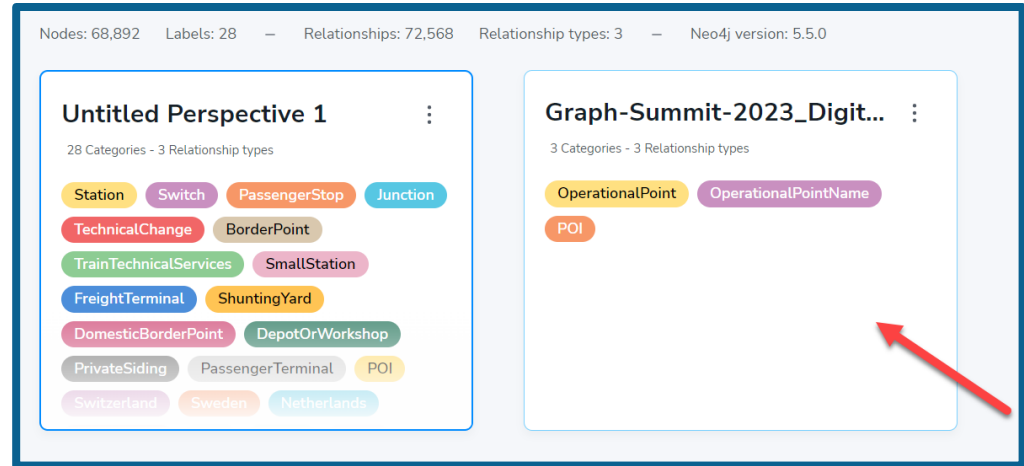 Nodes: 68,892 Labels: 28 – Relationships: 72,568 Relationship types: 3 – Neo4j version: 5.5.0
Untitled Perspective 1
28 Categories - 3 Relationship types
Station Switch PassengerStop Junction
TechnicalChange BorderPoint
TrainTechnicalServices SmallStation
FreightTerminal ShuntingYard
DomesticBorderPoint DepotOrWorkshop
PrivateSiding PassengerTerminal POI
Switzerland Sweden Netherlands
Graph-Summit-2023_Digit...
3 Categories - 3 Relationship types
OperationalPoint OperationalPointName
POI